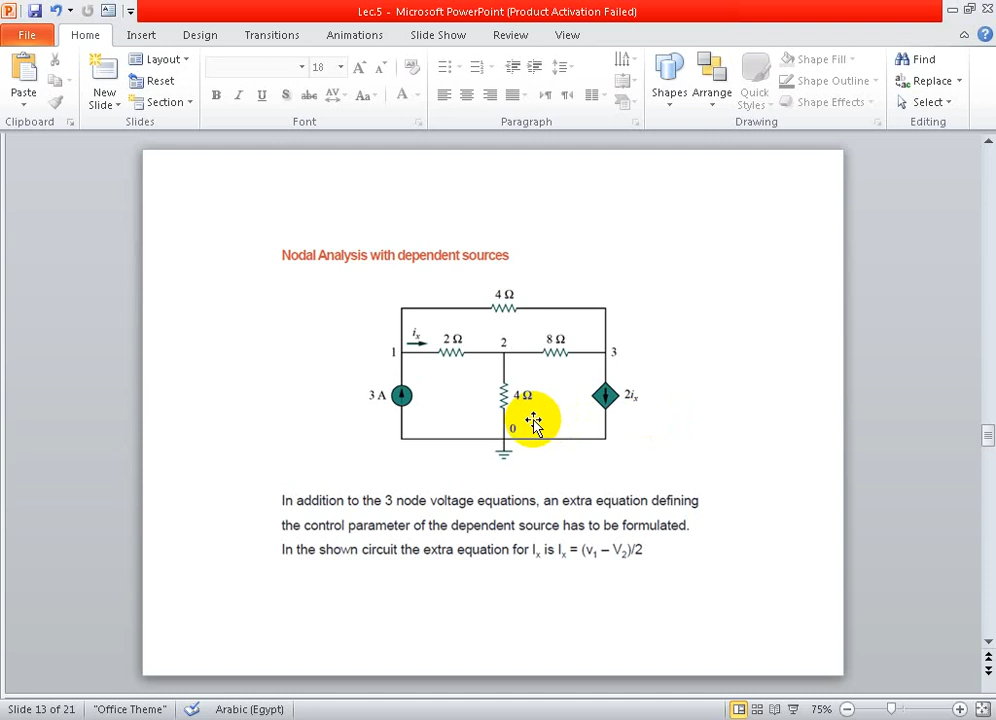 Lec.5 - Microsoft PowerPoint (Product Activation Failed)
File Home Insert Design Transitions Animations Slide Show Review View
Paste
Clipboard
New Slide
Layout
Reset
Section
Slides
18
B I U S abc AV Aa A
Font
Paragraph
Shapes
Arrange
Quick Styles
Shape Fill
Shape Outline
Shape Effects
Drawing
Find
Replace
Select
Editing
Nodal Analysis with dependent sources
4 Ω
iₓ 2 Ω 2 8 Ω
1 3
3 A 4 Ω 2iₓ
0
In addition to the 3 node voltage equations, an extra equation defining
the control parameter of the dependent source has to be formulated.
In the shown circuit the extra equation for Iₓ is Iₓ = (v₁ – V₂)/2
Slide 13 of 21 "Office Theme" Arabic (Egypt) 75%